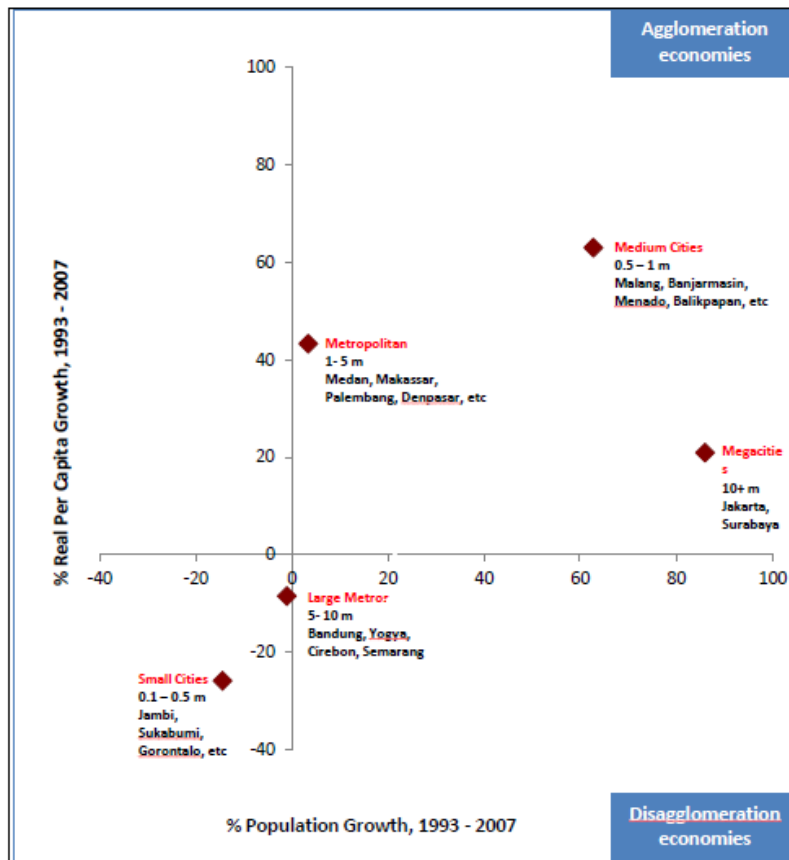 Agglomeration
economies
100
80
60
40
20
0
-20
-40
-40
-20
0
20
40
60
80
100
% Real Per Capita Growth, 1993 - 2007
Medium Cities
0.5 – 1 m
Malang, Banjarmasin,
Menado, Balikpapan, etc
Metropolitan
1- 5 m
Medan, Makassar,
Palembang, Denpasar, etc
Megacitie
s
10+ m
Jakarta,
Surabaya
Large Metror
5- 10 m
Bandung, Yogya,
Cirebon, Semarang
Small Cities
0.1 – 0.5 m
Jambi,
Sukabumi,
Gorontalo, etc
% Population Growth, 1993 - 2007
Disagglomeration
economies